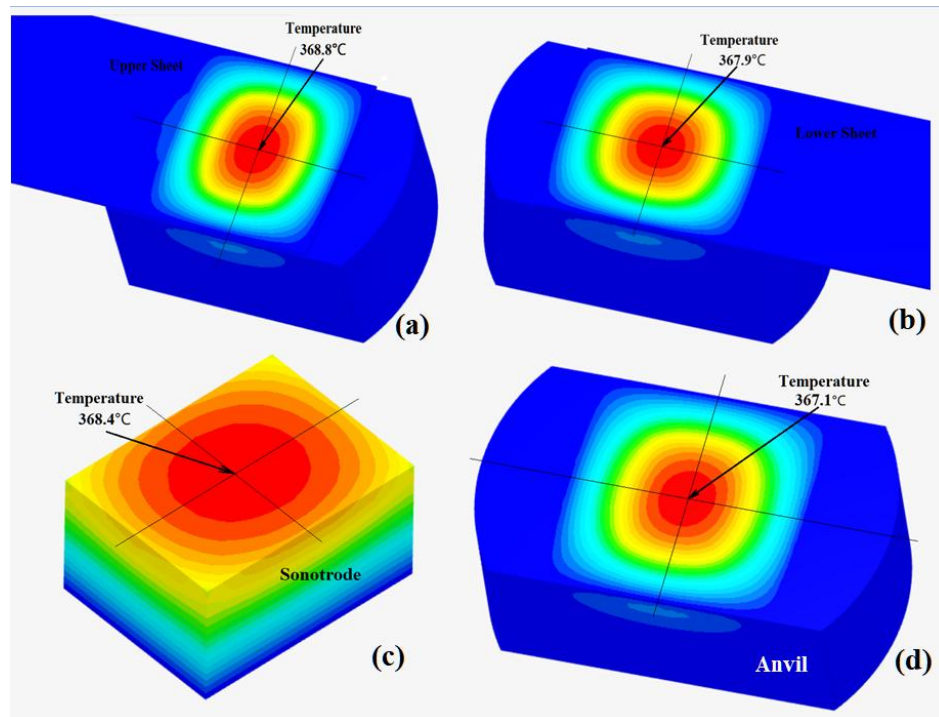 Temperature
368.8°C
Upper Sheet
(a)
Temperature
367.9°C
Lower Sheet
(b)
Temperature
368.4°C
Sonotrode
(c)
Temperature
367.1°C
Anvil
(d)